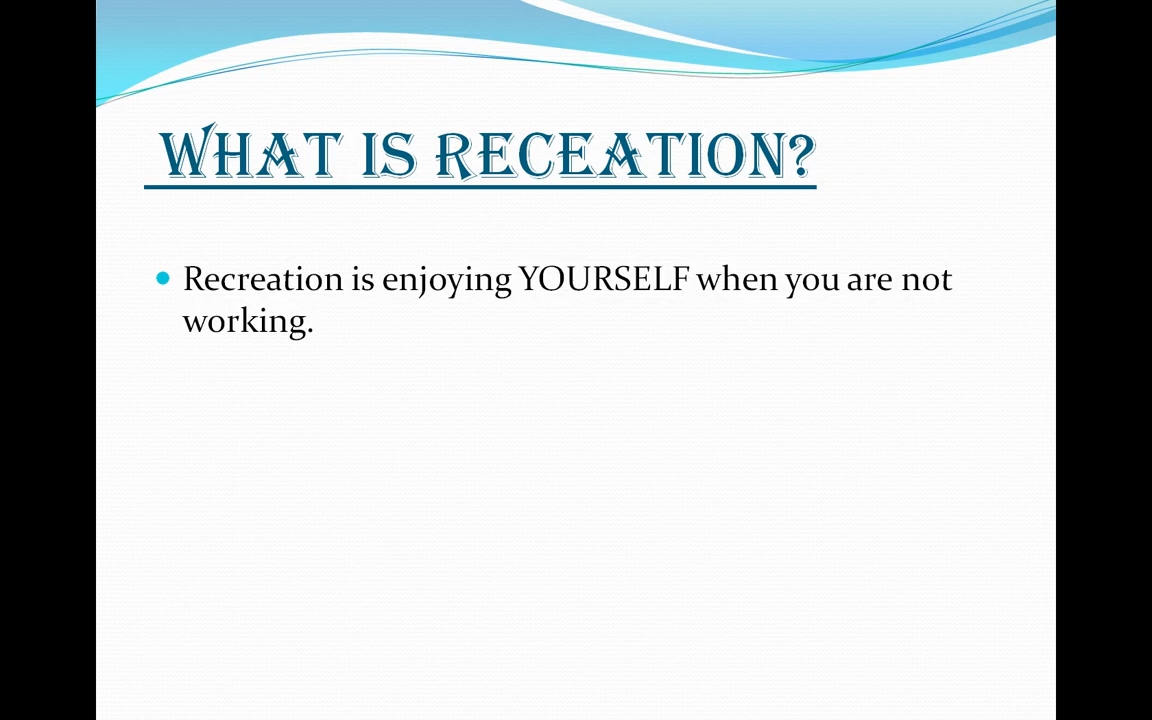 WHAT IS RECEATION?
• Recreation is enjoying YOURSELF when you are not
working.